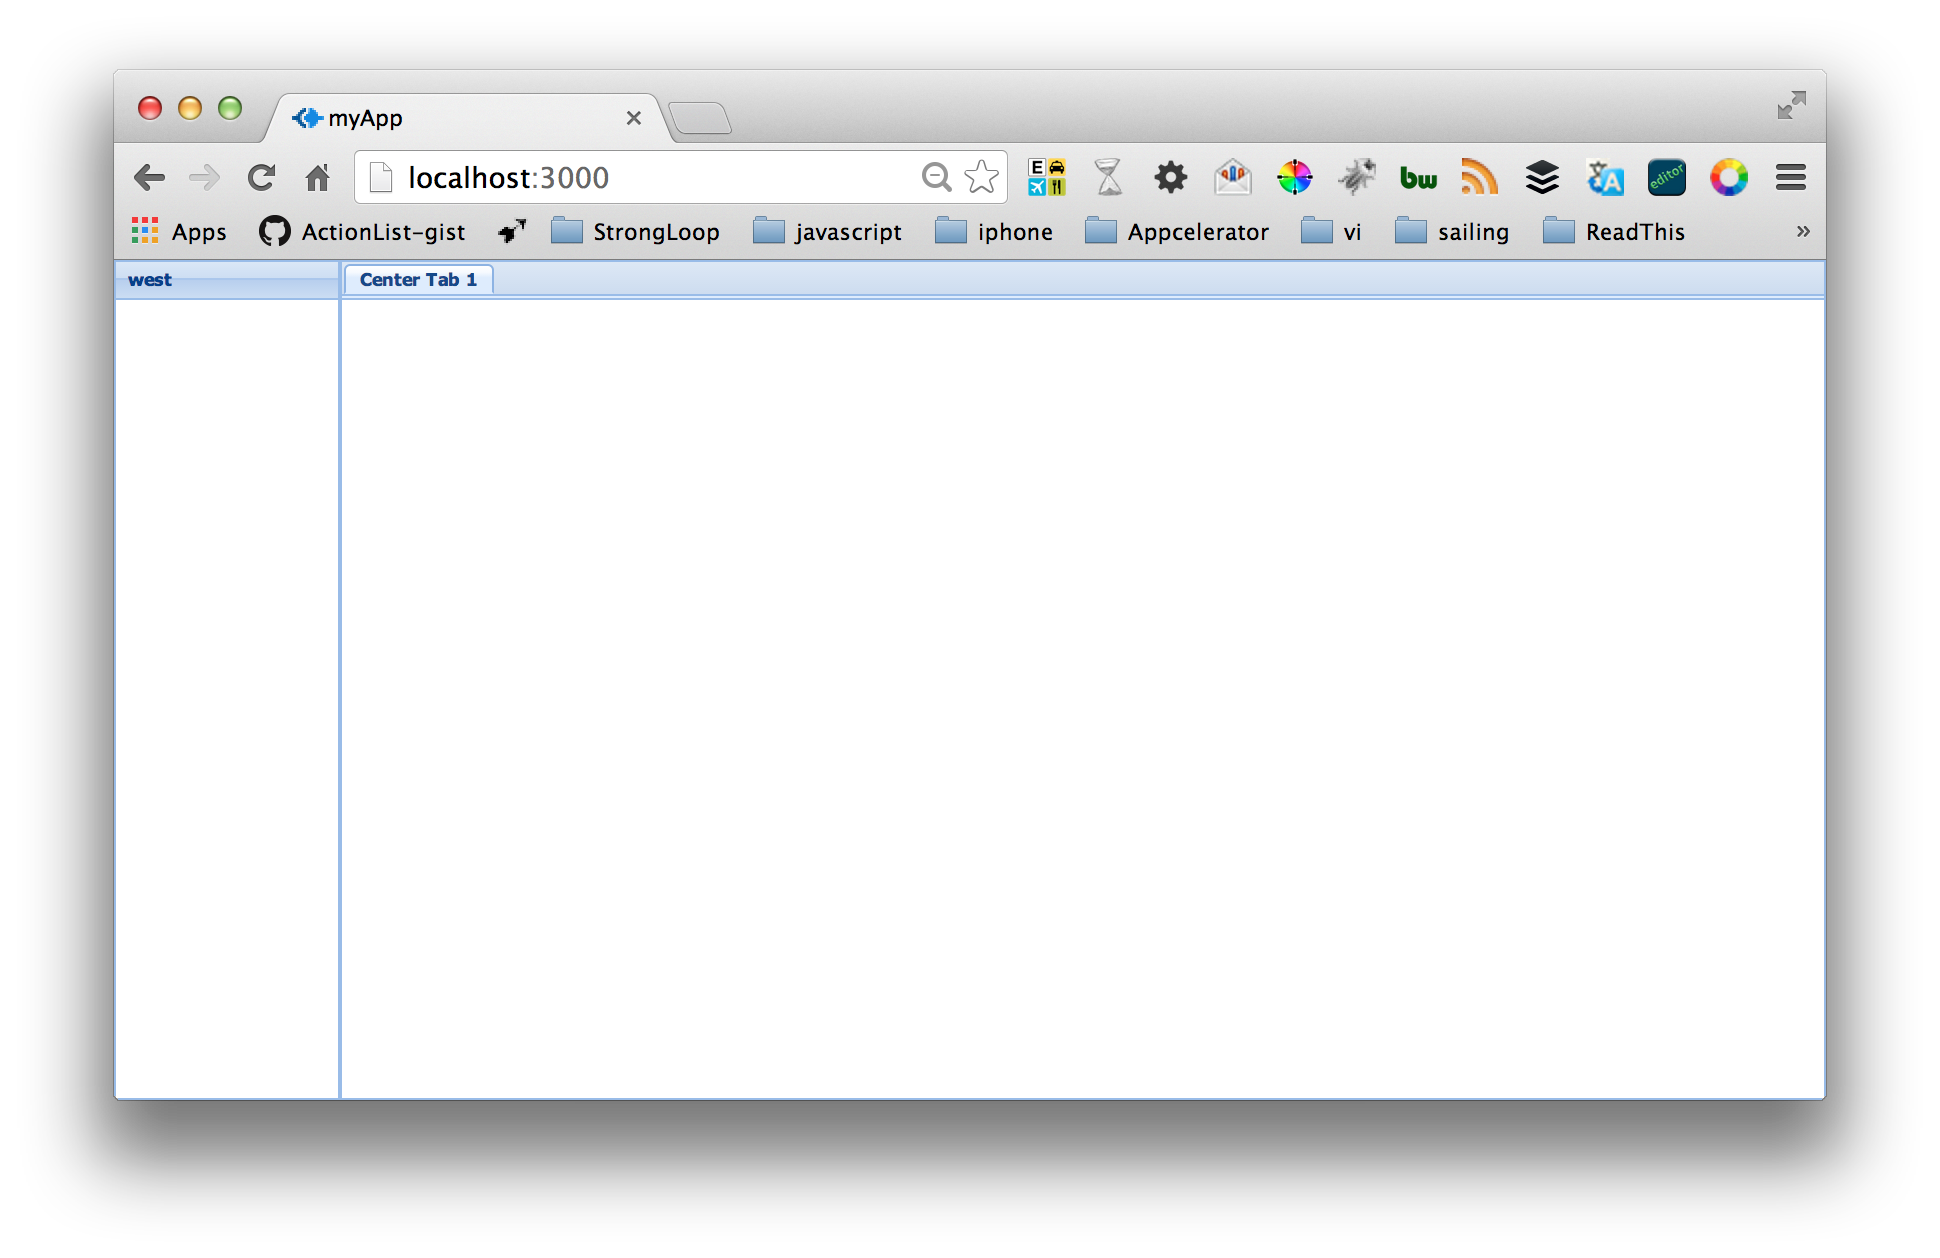 myApp
localhost:3000
E
bw
editor
Apps ActionList-gist StrongLoop javascript iphone Appcelerator vi sailing ReadThis »
west Center Tab 1